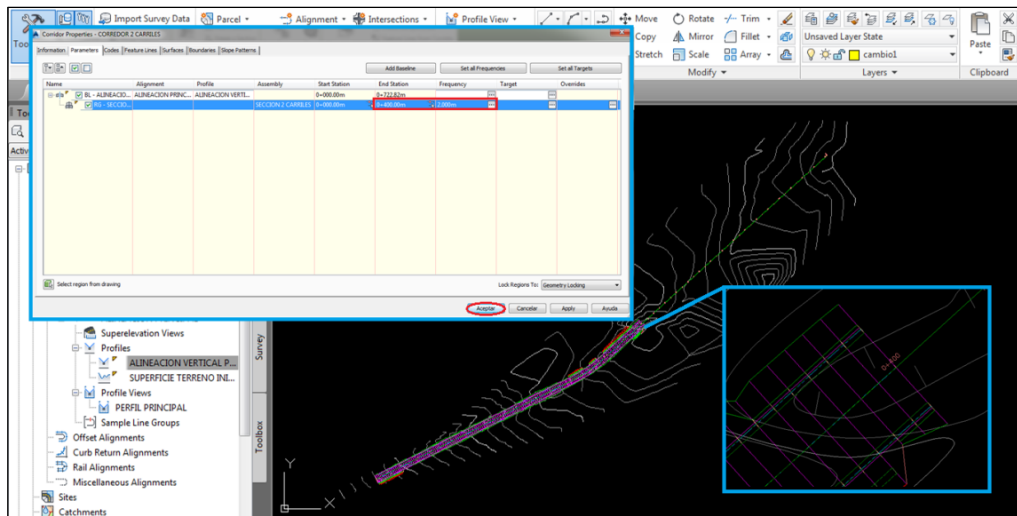 Import Survey Data
Parcel
Alignment
Intersections
Profile View
Move
Rotate
Trim
Copy
Mirror
Fillet
Stretch
Scale
Array
Modify
Unsaved Layer State
cambio1
Layers
Paste
Clipboard
Corridor Properties - CORREDOR 2 CARRILES
Information Parameters Codes Feature Lines Surfaces Boundaries Slope Patterns
Add Baseline
Set all Frequencies
Set all Targets
Name Alignment Profile Assembly Start Station End Station Frequency Target Overrides
BL - ALINEACIO... ALINEACION PRINC... ALINEACION VERTI... 0+000.00m 0+722.82m
RG - SECCIO... SECCION 2 CARRILES 0+000.00m 0+400.00m 2.000m
Select region from drawing
Lock Regions To: Geometry Locking
Aceptar
Cancelar
Apply
Ayuda
Superelevation Views
Profiles
ALINEACION VERTICAL P...
SUPERFICIE TERRENO INI...
Profile Views
PERFIL PRINCIPAL
Sample Line Groups
Offset Alignments
Curb Return Alignments
Rail Alignments
Miscellaneous Alignments
Sites
Catchments
Survey
Toolbox
Y
X
0+400